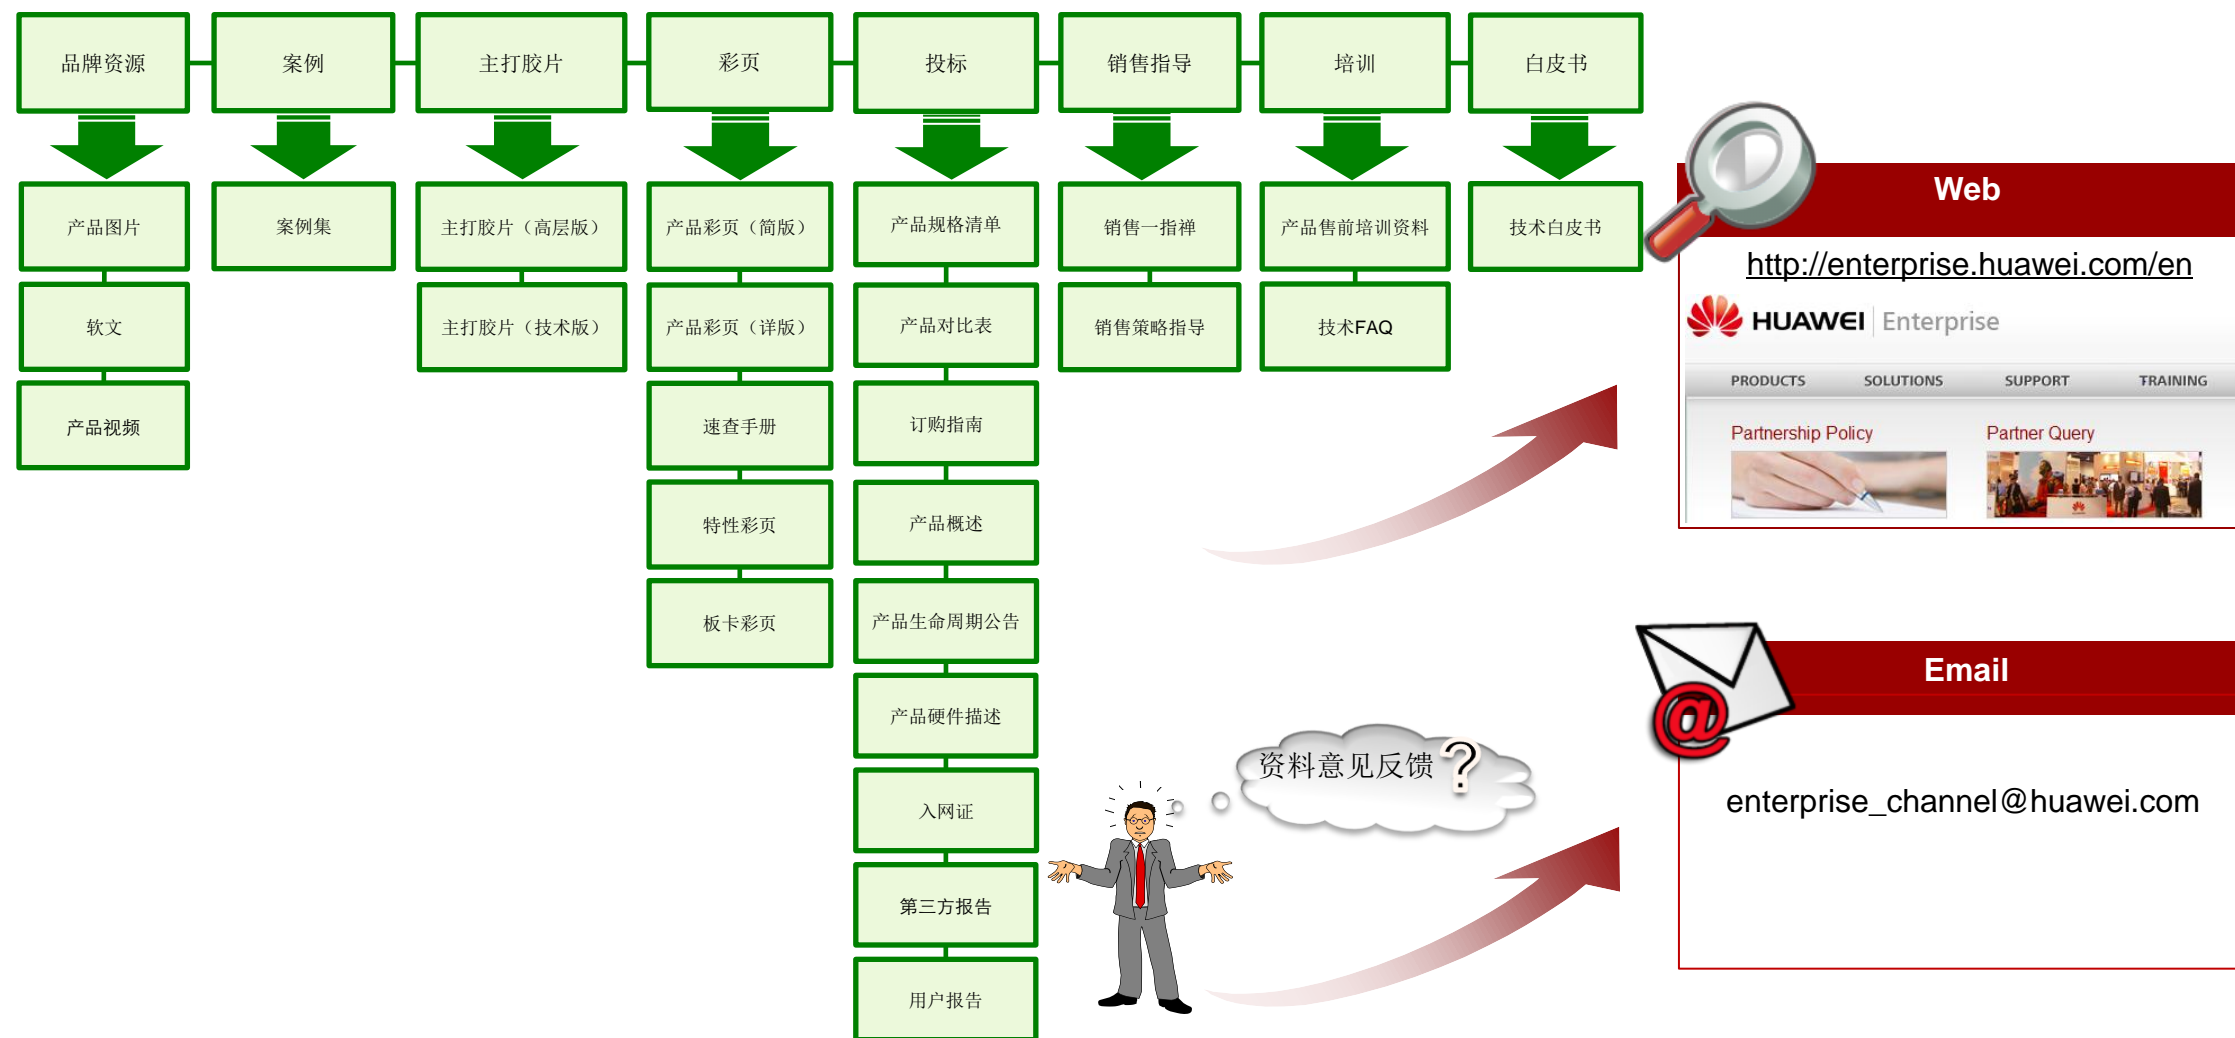 品牌资源
案例
主打胶片
彩页
投标
销售指导
培训
白皮书
产品图片
软文
产品视频
案例集
主打胶片（高层版）
主打胶片（技术版）
产品彩页（简版）
产品彩页（详版）
速查手册
特性彩页
板卡彩页
产品规格清单
产品对比表
订购指南
产品概述
产品生命周期公告
产品硬件描述
入网证
第三方报告
用户报告
销售一指禅
销售策略指导
产品售前培训资料
技术FAQ
技术白皮书
Web
http://enterprise.huawei.com/en
HUAWEI Enterprise
PRODUCTS SOLUTIONS SUPPORT TRAINING
Partnership Policy
Partner Query
资料意见反馈?
Email
@
enterprise_channel@huawei.com